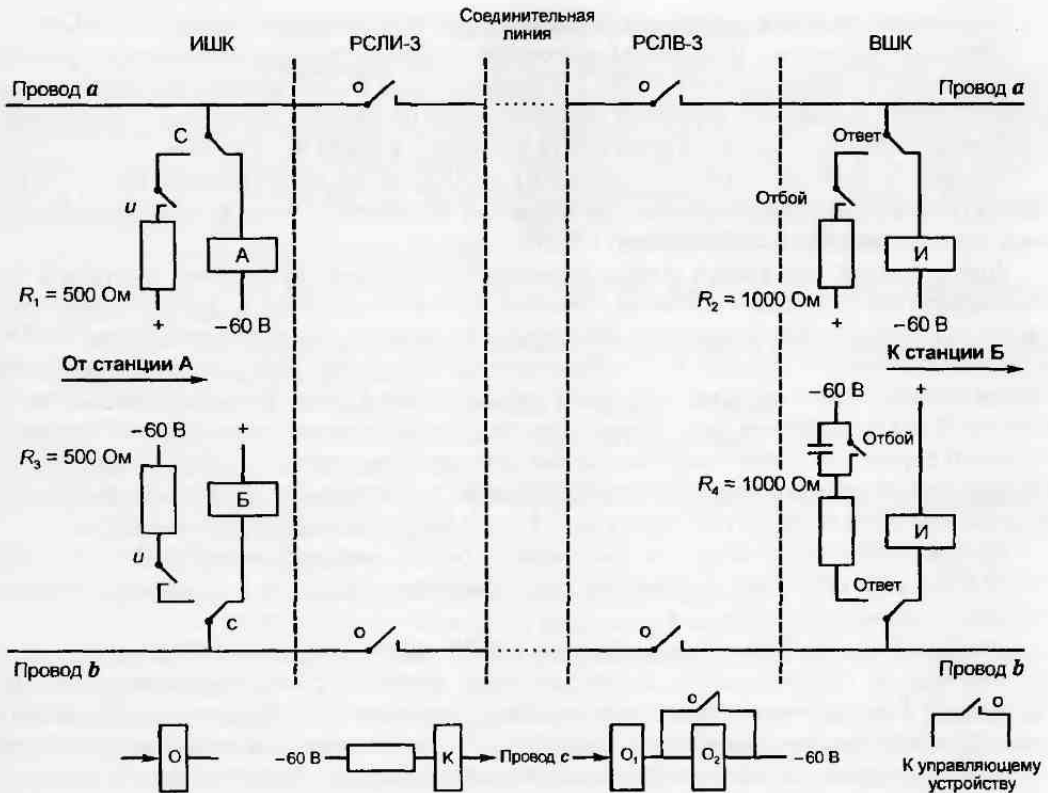 Соединительная
линия
ИШК
РСЛИ-3
РСЛВ-3
ВШК
Провод a
о
о
Провод a
С
Ответ
и
Отбой
А
И
R₁ = 500 Ом
R₂ = 1000 Ом
+
−60 В
+
−60 В
От станции А
К станции Б
−60 В
+
−60 В
+
R₃ = 500 Ом
Отбой
Б
R₄ = 1000 Ом
И
и
Ответ
с
о
о
Провод b
Провод b
О
−60 В
К
Провод с
О₁
о
О₂
−60 В
о
К управляющему
устройству